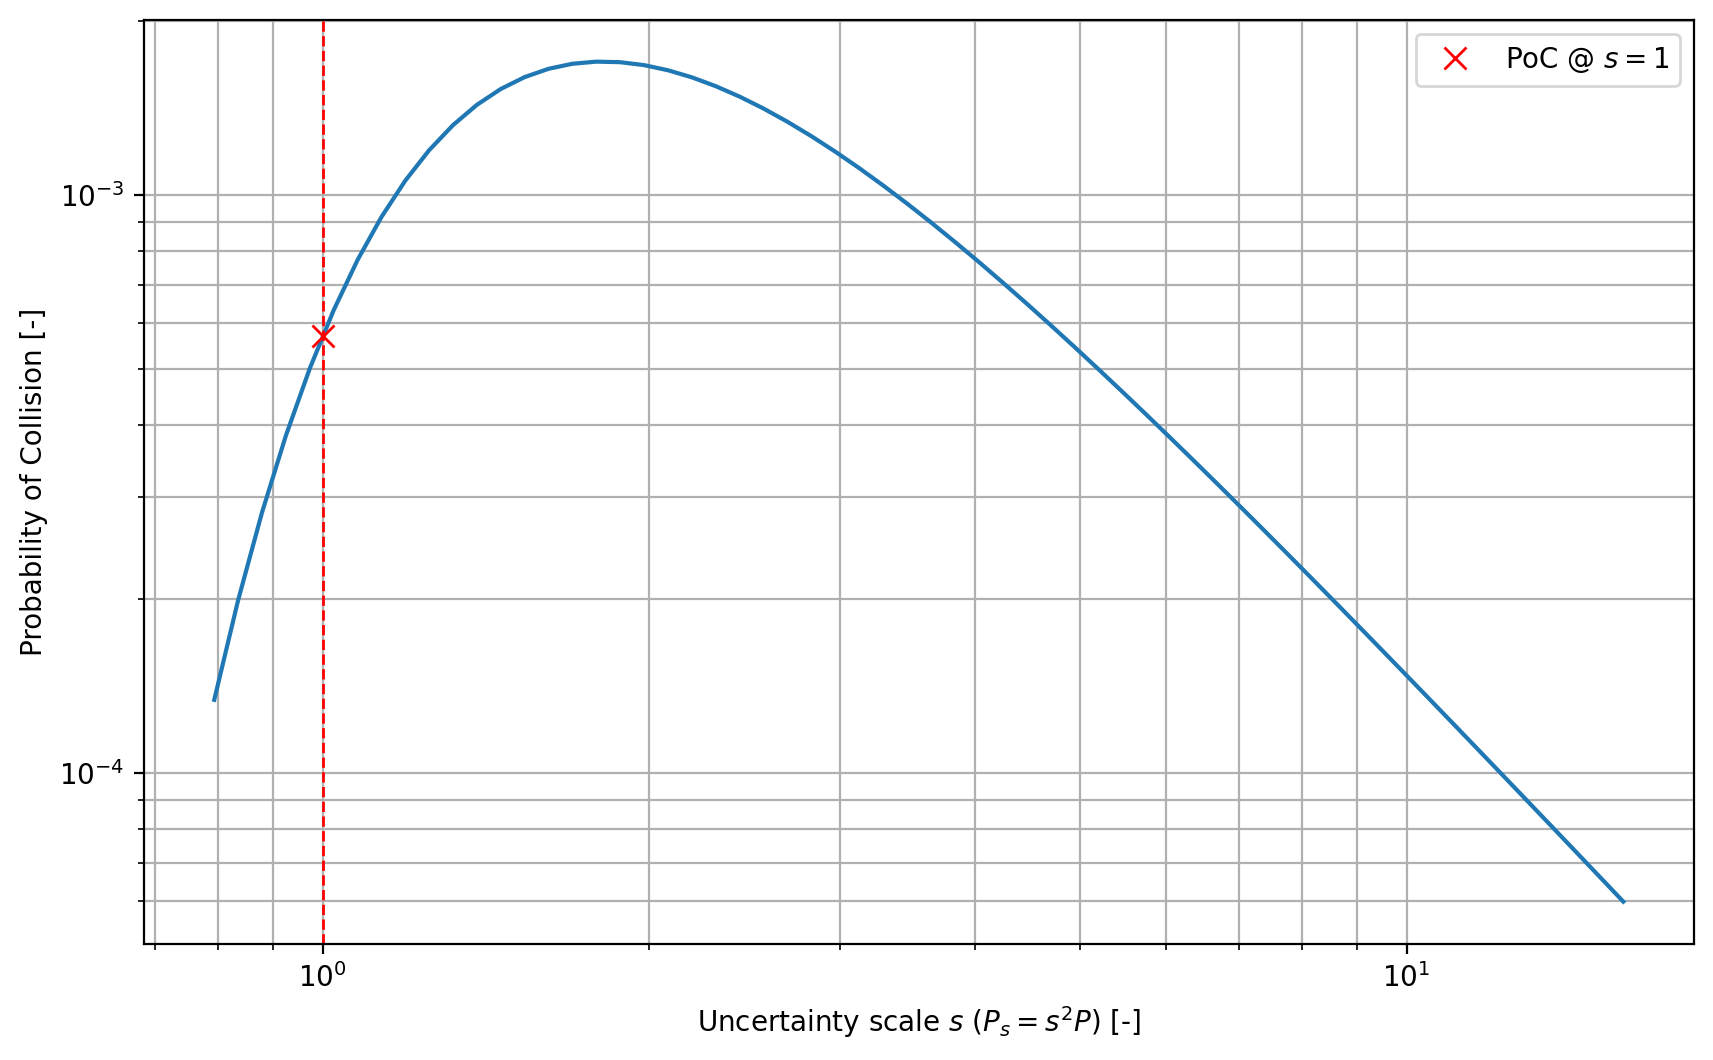 PoC @ s = 1
10⁻³
10⁻⁴
Probability of Collision [-]
10⁰
10¹
Uncertainty scale s (Pₛ = s²P) [-]